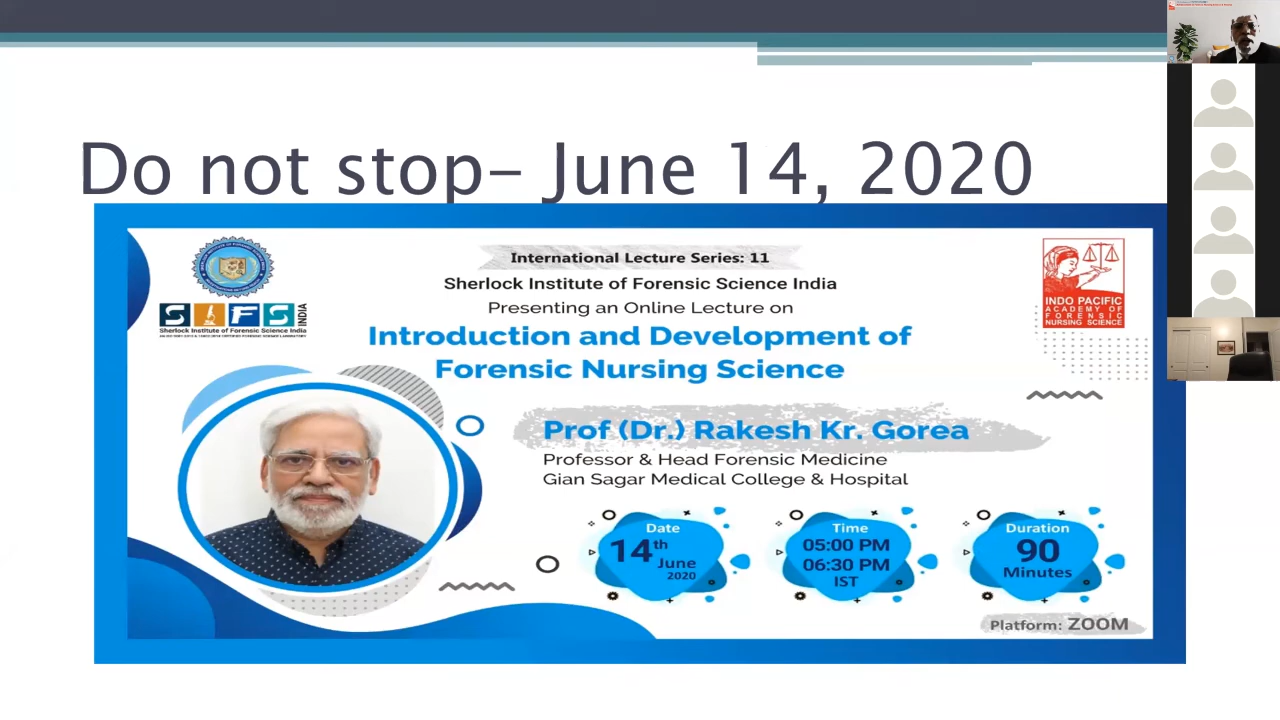 Do not stop– June 14, 2020
International Lecture Series: 11
Sherlock Institute of Forensic Science India
Presenting an Online Lecture on
Introduction and Development of
Forensic Nursing Science
SIFS
INDIA
Sherlock Institute of Forensic Science India
INDO PACIFIC
ACADEMY OF
FORENSIC
NURSING SCIENCE
Prof (Dr.) Rakesh Kr. Gorea
Professor & Head Forensic Medicine
Gian Sagar Medical College & Hospital
Date
14th
June
2020
Time
05:00 PM
06:30 PM
IST
Duration
90
Minutes
Platform: ZOOM